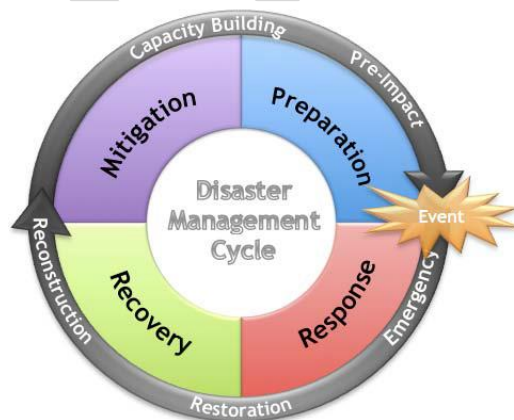 Capacity Building
Pre-Impact
Mitigation
Preparation
Disaster
Management
Cycle
Event
Reconstruction
Recovery
Response
Emergency
Restoration